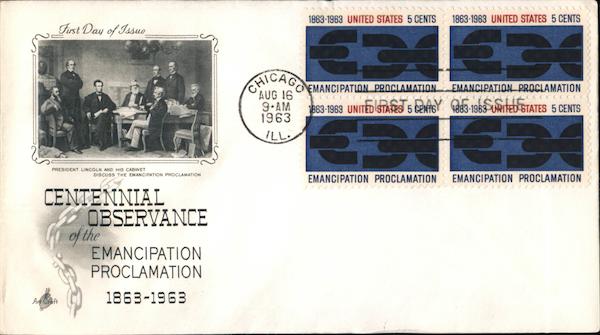 First Day of Issue
PRESIDENT LINCOLN AND HIS CABINET
DISCUSS THE EMANCIPATION PROCLAMATION
CENTENNIAL
OBSERVANCE
of the
EMANCIPATION
PROCLAMATION
1863-1963
Art Craft
CHICAGO
AUG 16
9-AM
1963
ILL.
FIRST DAY OF ISSUE
1863-1963 UNITED STATES 5 CENTS
EMANCIPATION PROCLAMATION
1863-1963 UNITED STATES 5 CENTS
EMANCIPATION PROCLAMATION
1863-1963 UNITED STATES 5 CENTS
EMANCIPATION PROCLAMATION
1863-1963 UNITED STATES 5 CENTS
EMANCIPATION PROCLAMATION